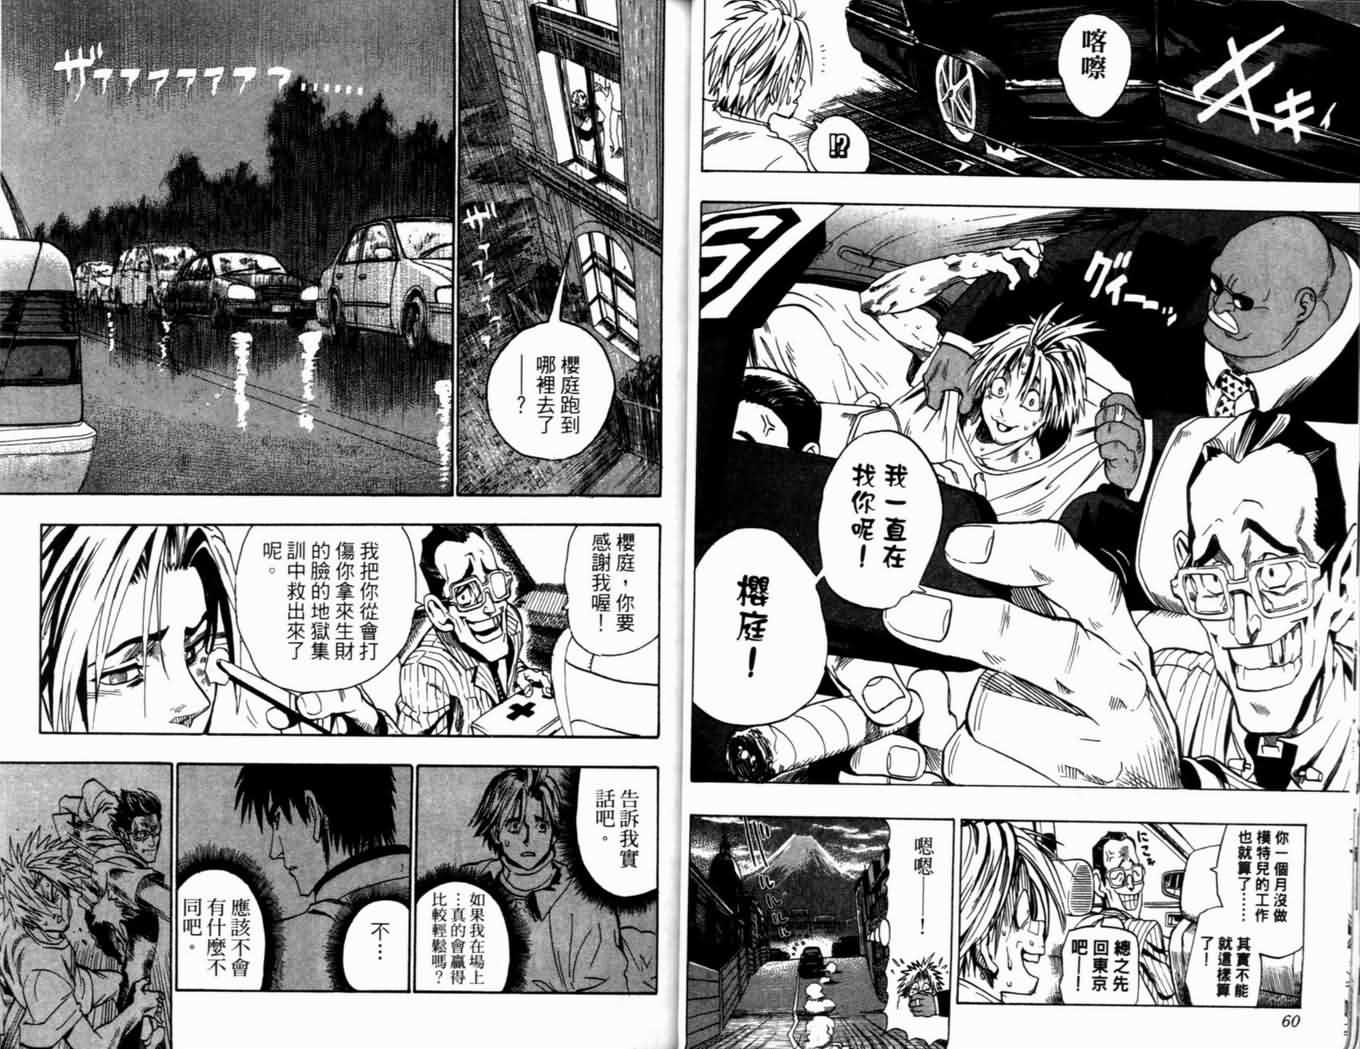 喀嚓
キキィ
!?
グイーーッ
我一直在
找你呢！
櫻庭！
你一個月沒做
模特兒的工作
也就算了……
其實不能
就這樣算
了！
にこっ
總之先
回東京
吧——！
嗯嗯——！
60
櫻庭跑到
哪裡去了
——？
ザァァァァァ
ザァァァァァァァ……
櫻庭，你要
感謝我喔！
我把你從會打
傷你拿來生財
的臉的地獄集
訓中救出來了
呢。
告訴我實
話吧。
如果我在場上
…真的會贏得
比較輕鬆嗎？
不…
應該不會
有什麼不
同吧。